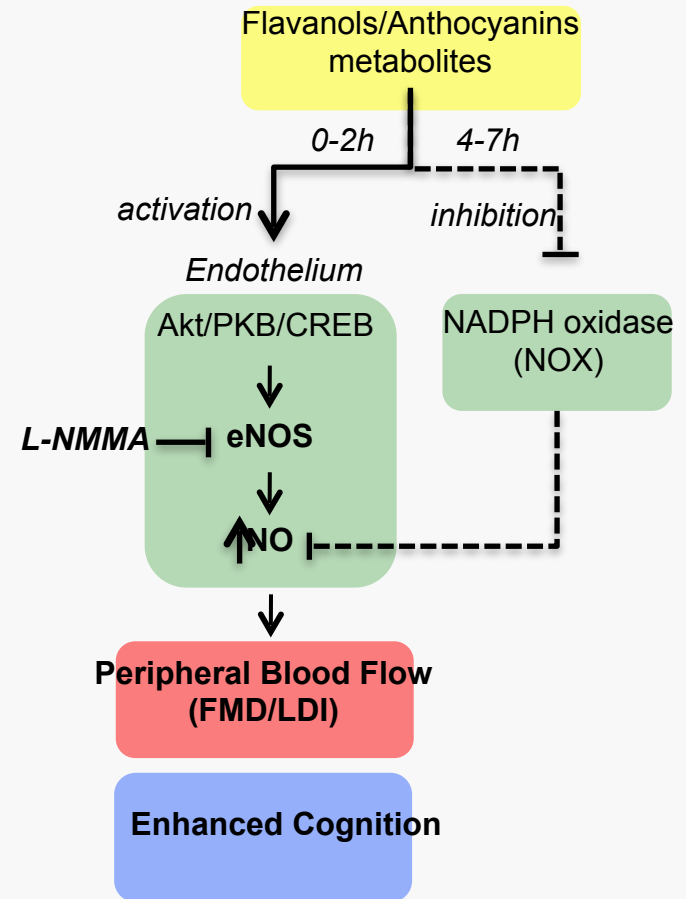 Flavanols/Anthocyanins
metabolites
0-2h
4-7h
activation
inhibition
Endothelium
Akt/PKB/CREB
NADPH oxidase
(NOX)
L-NMMA
eNOS
NO
Peripheral Blood Flow
(FMD/LDI)
Enhanced Cognition